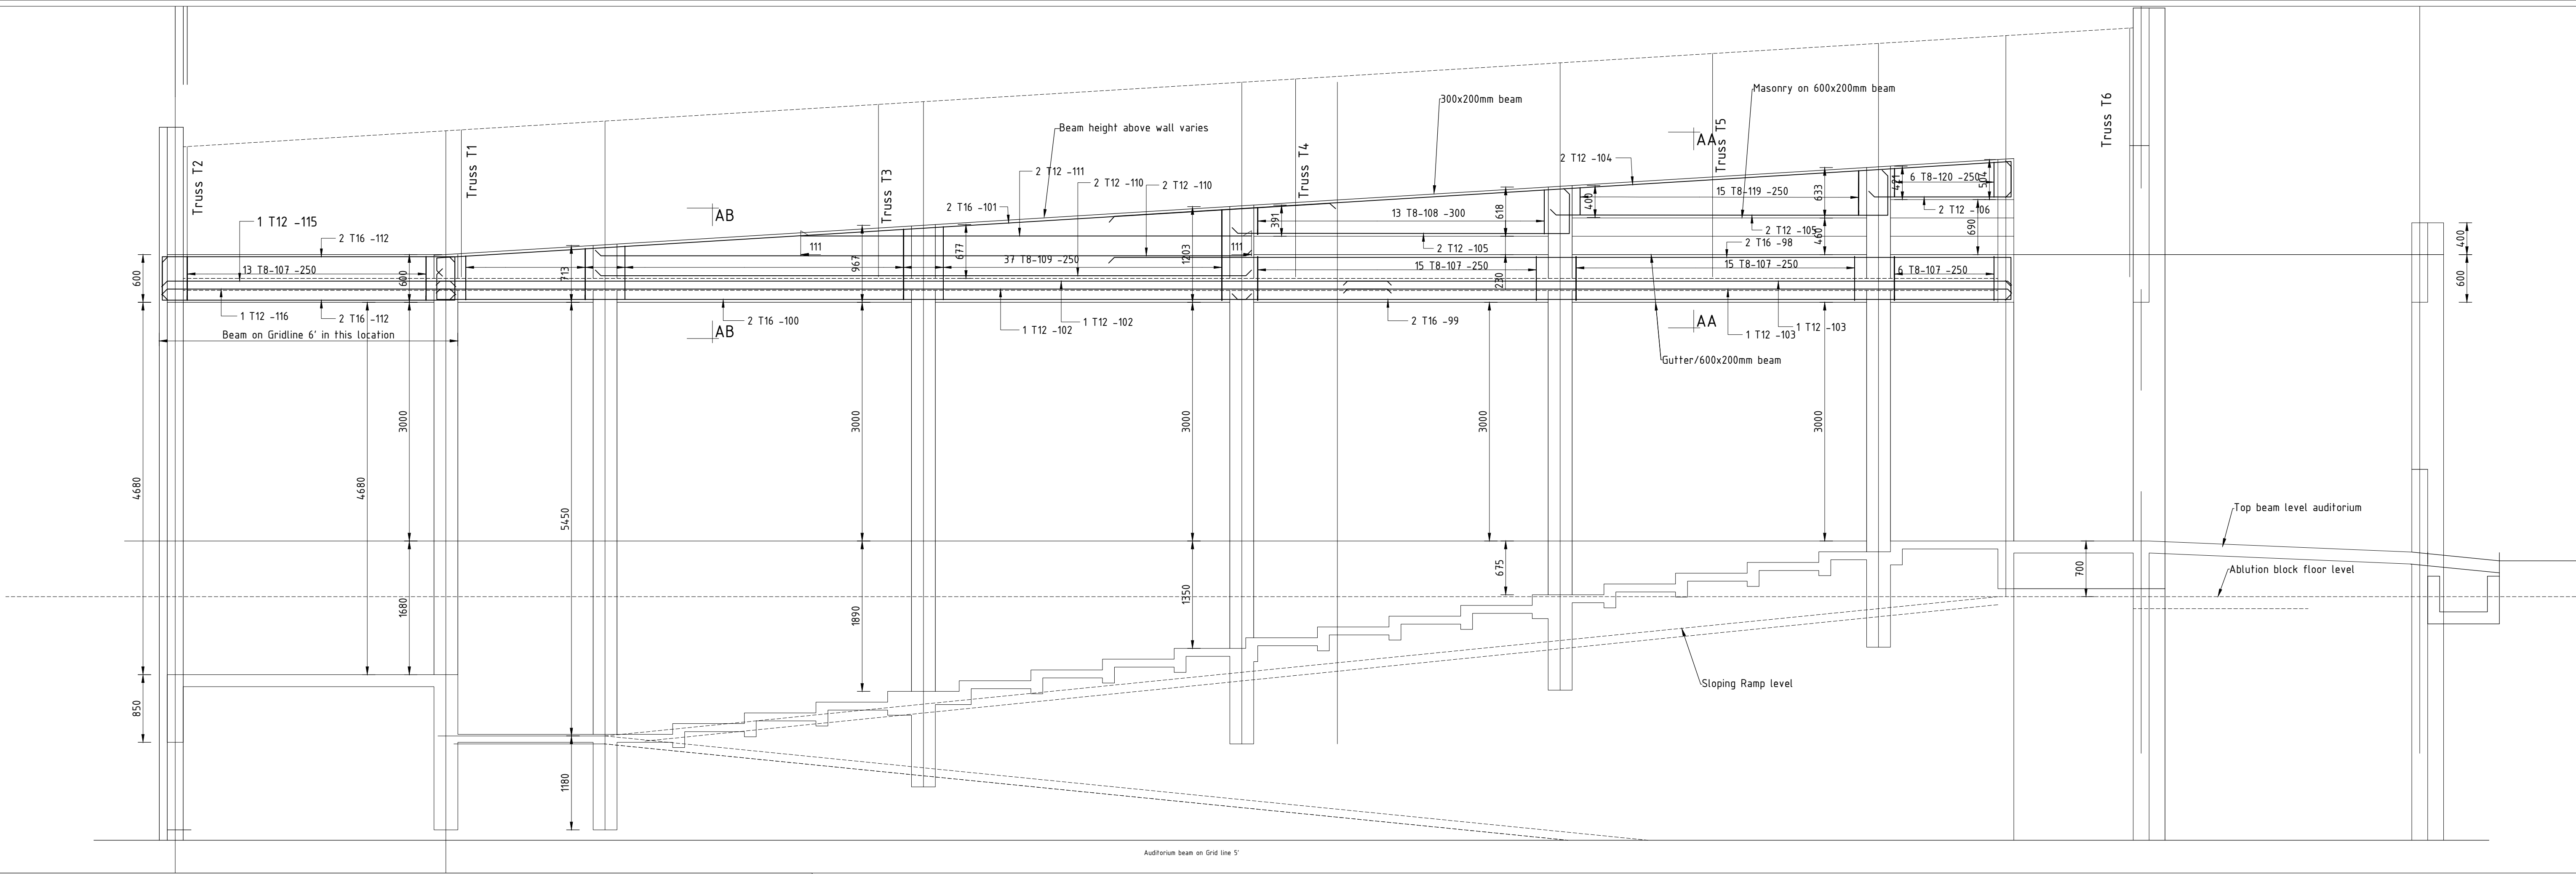 Masonry on 600x200mm beam
300x200mm beam
Truss T6
Truss T5
AA
Beam height above wall varies
Truss T1
Truss T4
2 T12 -104
Truss T2
Truss T3
2 T12 -111
2 T12 -110
2 T12 -110
15 T8-119 -250
633
421
6 T8-120 -250
504
400
2 T16 -101
AB
13 T8-108 -300
618
391
2 T12 -106
1 T12 -115
2 T16 -112
2 T12 -105
460
690
2 T12 -105
2 T16 -98
111
111
677
1203
967
400
600
13 T8-107 -250
600
713
37 T8-109 -250
15 T8-107 -250
230
15 T8-107 -250
6 T8-107 -250
600
1 T12 -116
2 T16 -112
2 T16 -100
1 T12 -102
1 T12 -102
2 T16 -99
AA
1 T12 -103
1 T12 -103
AB
Beam on Gridline 6' in this location
Gutter/600x200mm beam
3000
3000
3000
3000
3000
4680
4680
5450
Top beam level auditorium
675
700
Ablution block floor level
1680
1890
1350
Sloping Ramp level
850
1180
Auditorium beam on Grid line 5'